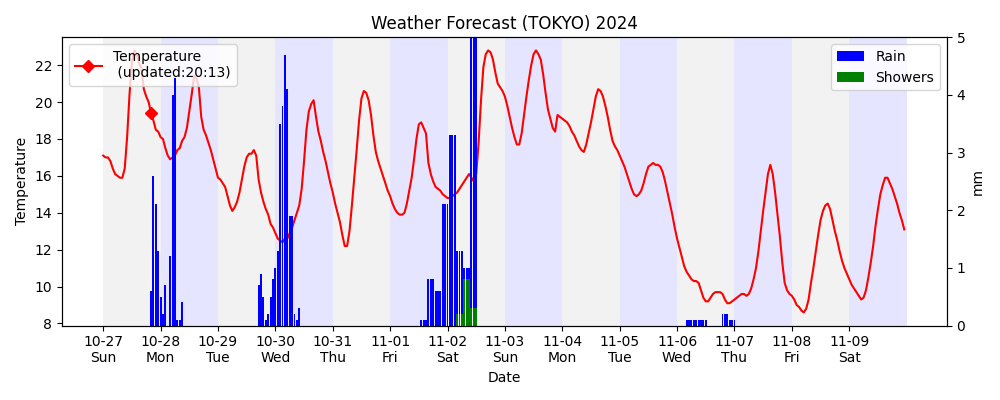 Weather Forecast (TOKYO) 2024
Temperature
(updated:20:13)
Rain
Showers
Temperature
22
20
18
16
14
12
10
8
5
4
3
2
1
0
mm
10-27 10-28 10-29 10-30 10-31 11-01 11-02 11-03 11-04 11-05 11-06 11-07 11-08 11-09
Sun Mon Tue Wed Thu Fri Sat Sun Mon Tue Wed Thu Fri Sat
Date